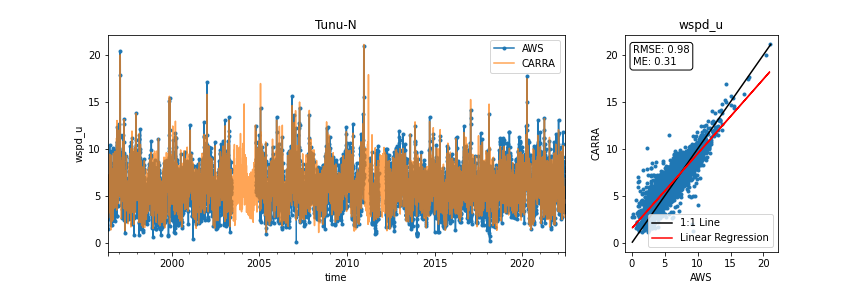 Tunu-N
wspd_u
20
15
10
5
0
wspd_u
AWS
CARRA
2000
2005
2010
2015
2020
time
20
15
10
5
0
CARRA
RMSE: 0.98
ME: 0.31
1:1 Line
Linear Regression
0
5
10
15
20
AWS